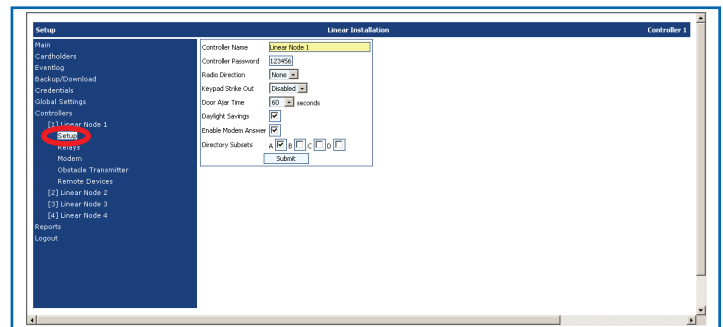 Setup Linear Installation Controller 1
Main
Cardholders
Eventlog
Backup/Download
Credentials
Global Settings
Controllers
[1] Linear Node 1
Setup
Relays
Modem
Obstacle Transmitter
Remote Devices
[2] Linear Node 2
[3] Linear Node 3
[4] Linear Node 4
Reports
Logout
Controller Name Linear Node 1
Controller Password 123456
Radio Direction None
Keypad Strike Out Disabled
Door Ajar Time 60 seconds
Daylight Savings
Enable Modem Answer
Directory Subsets A B C D
Submit